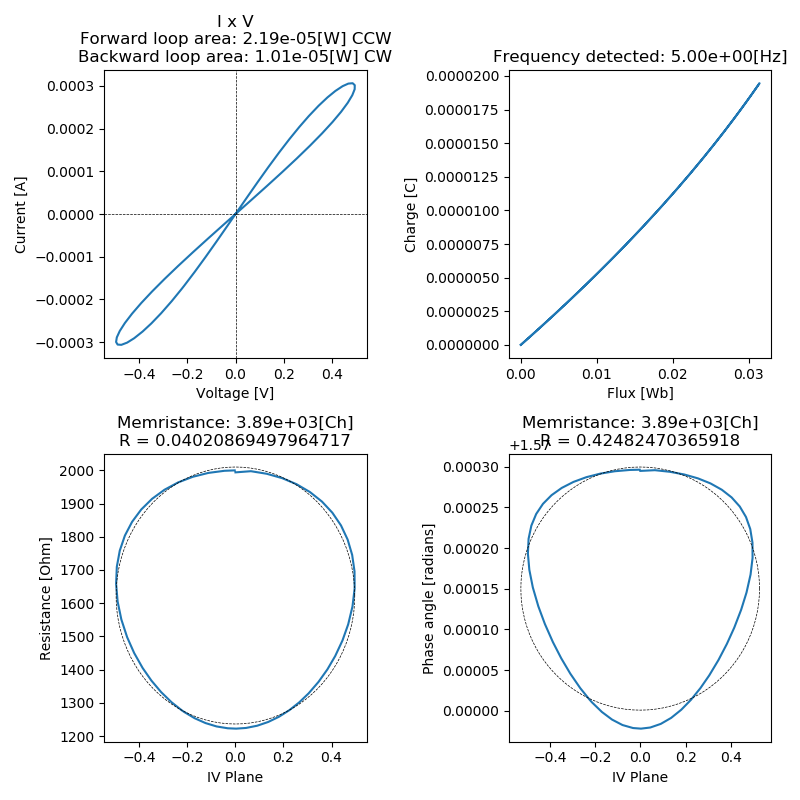 I x V
Forward loop area: 2.19e-05[W] CCW
Backward loop area: 1.01e-05[W] CW
0.0003
0.0002
0.0001
0.0000
−0.0001
−0.0002
−0.0003
Current [A]
−0.4 −0.2 0.0 0.2 0.4
Voltage [V]
Frequency detected: 5.00e+00[Hz]
0.0000200
0.0000175
0.0000150
0.0000125
0.0000100
0.0000075
0.0000050
0.0000025
0.0000000
Charge [C]
0.00 0.01 0.02 0.03
Flux [Wb]
Memristance: 3.89e+03[Ch]
R = 0.04020869497964717
2000
1900
1800
1700
1600
1500
1400
1300
1200
Resistance [Ohm]
−0.4 −0.2 0.0 0.2 0.4
IV Plane
Memristance: 3.89e+03[Ch]
R = 0.42482470365918
+1.57
0.00030
0.00025
0.00020
0.00015
0.00010
0.00005
0.00000
Phase angle [radians]
−0.4 −0.2 0.0 0.2 0.4
IV Plane